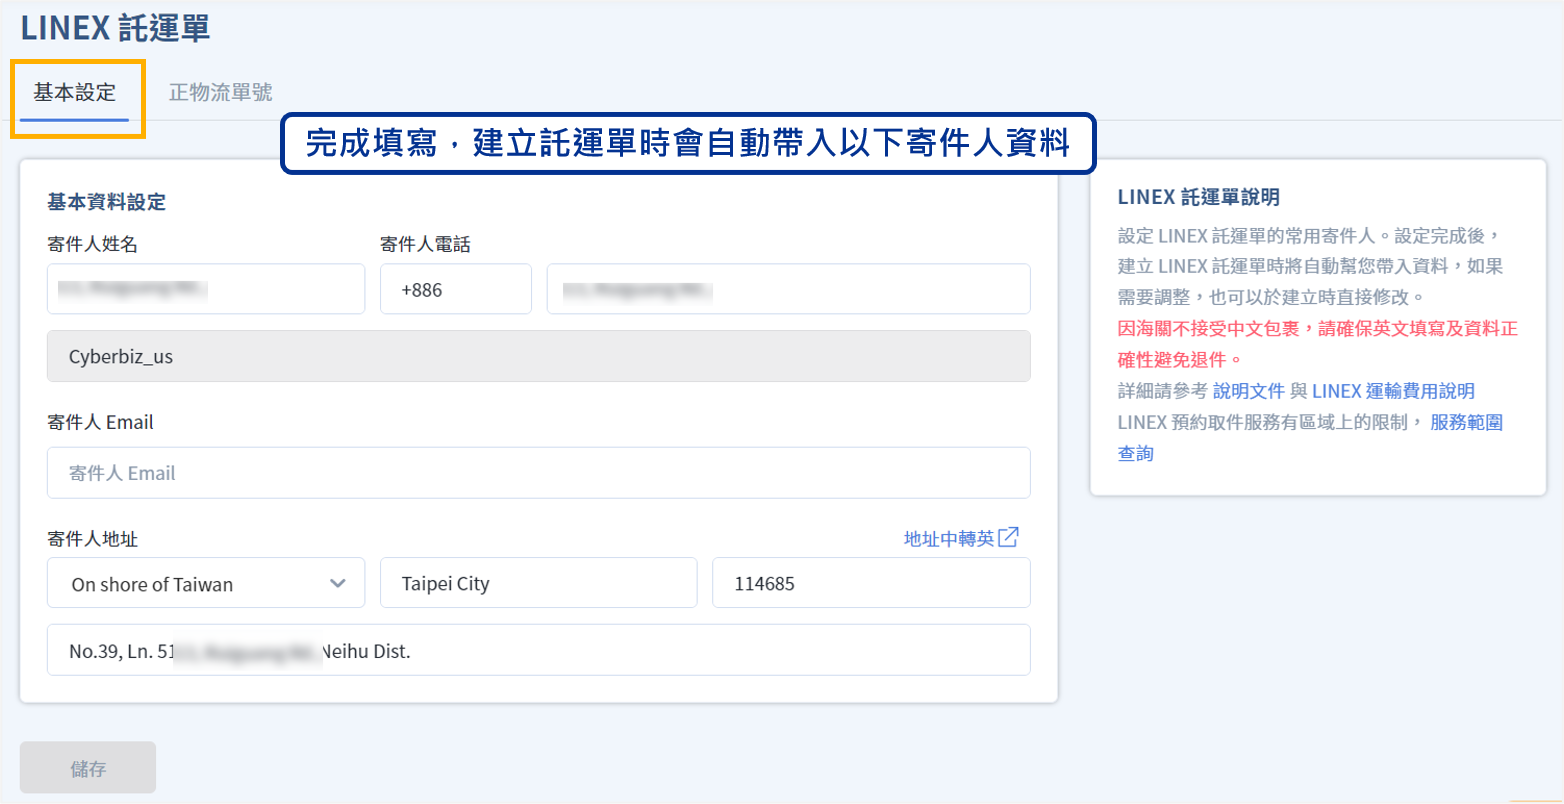 LINEX 託運單
基本設定
正物流單號
完成填寫，建立託運單時會自動帶入以下寄件人資料
基本資料設定
寄件人姓名
寄件人電話
+886
Cyberbiz_us
寄件人 Email
寄件人 Email
寄件人地址
地址中轉英
On shore of Taiwan
Taipei City
114685
No.39, Ln. 51 Neihu Dist.
儲存
LINEX 託運單說明
設定 LINEX 託運單的常用寄件人。設定完成後，
建立 LINEX 託運單時將自動幫您帶入資料，如果
需要調整，也可以於建立時直接修改。
因海關不接受中文包裹，請確保英文填寫及資料正
確性避免退件。
詳細請參考 說明文件 與 LINEX 運輸費用說明
LINEX 預約取件服務有區域上的限制， 服務範圍
查詢